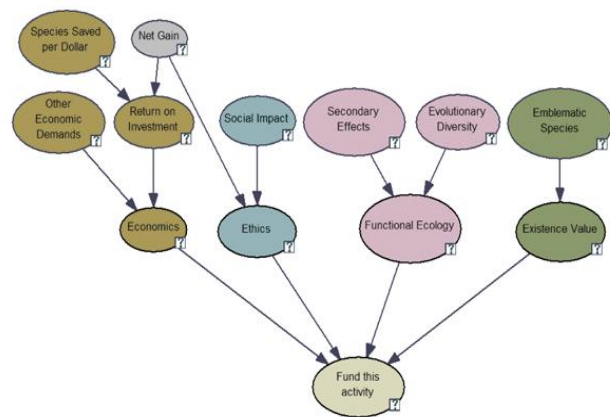 Species Saved
per Dollar
Net Gain
?
?
Other
Economic
Demands
?
Return on
Investment
?
Social Impact
?
Secondary
Effects
?
Evolutionary
Diversity
?
Emblematic
Species
?
Economics
?
Ethics
?
Functional Ecology
?
Existence Value
?
Fund this
activity
?